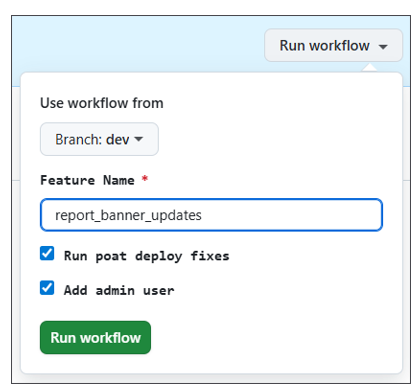 Run workflow
Use workflow from
Branch: dev
Feature Name *
report_banner_updates
Run poat deploy fixes
Add admin user
Run workflow